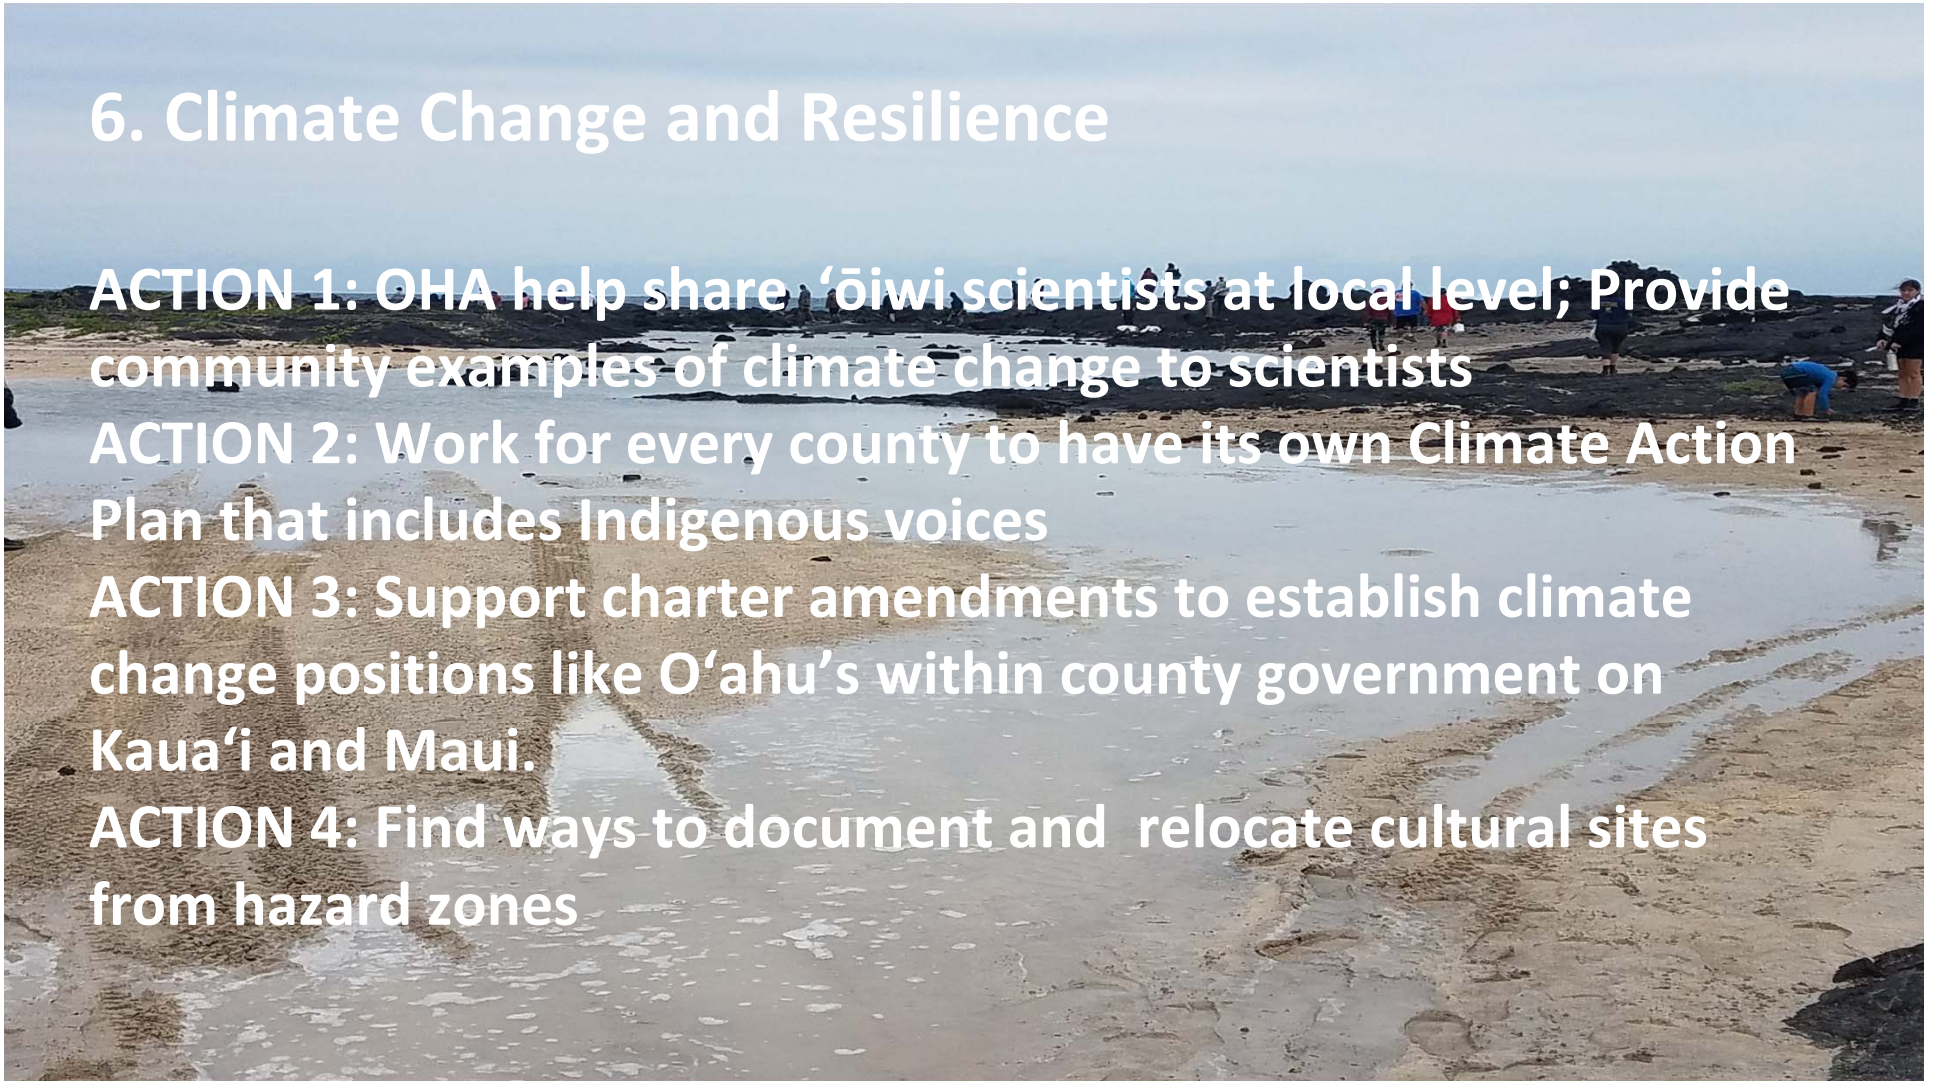 6. Climate Change and Resilience
ACTION 1: OHA help share  ‘ōiwi scientists at local level; Provide
community examples of climate change to scientists
ACTION 2: Work for every county to have its own Climate Action
Plan that includes Indigenous voices
ACTION 3: Support charter amendments to establish climate
change positions like O‘ahu’s within county government on
Kaua‘i and Maui.
ACTION 4: Find ways to document and  relocate cultural sites
from hazard zones